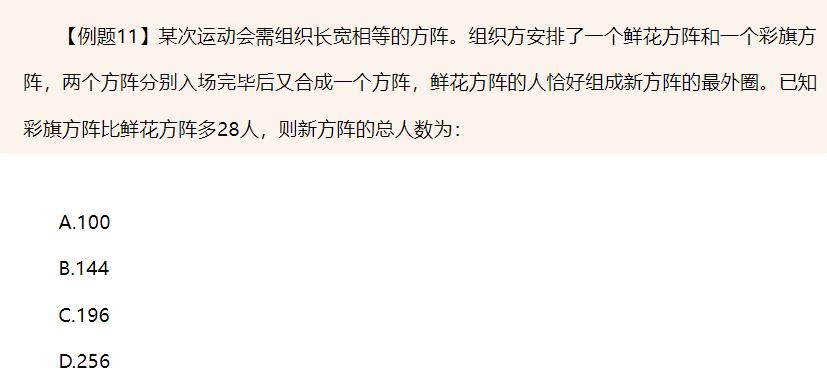 【例题11】某次运动会需组织长宽相等的方阵。组织方安排了一个鲜花方阵和一个彩旗方
阵，两个方阵分别入场完毕后又合成一个方阵，鲜花方阵的人恰好组成新方阵的最外圈。已知
彩旗方阵比鲜花方阵多28人，则新方阵的总人数为：
A.100
B.144
C.196
D.256